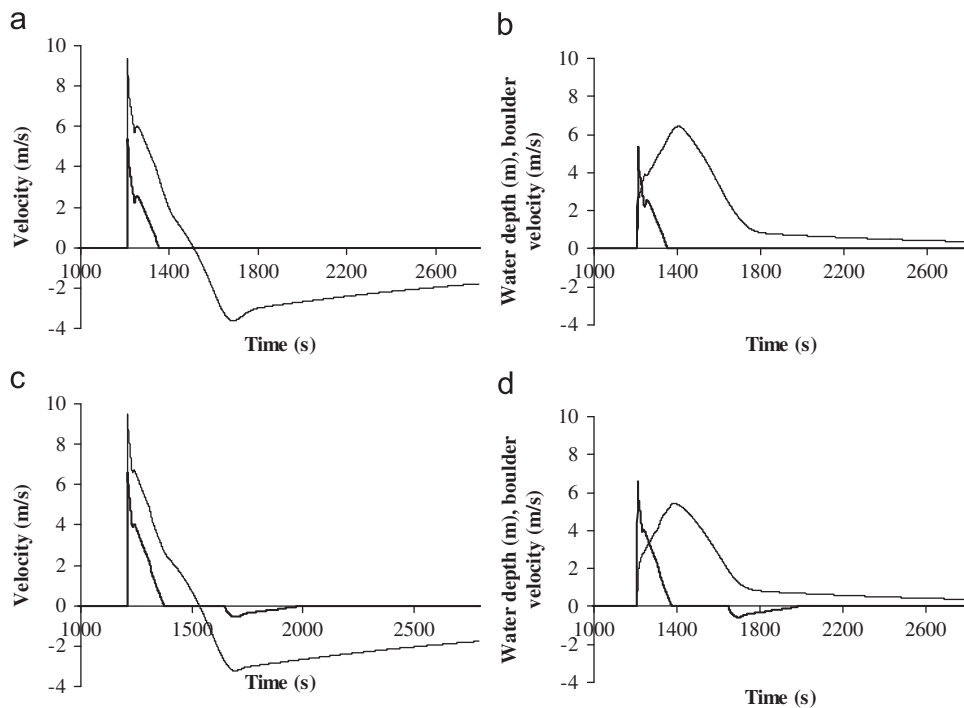 a
10
8
6
4
2
0
-2
-4
1000 1400 1800 2200 2600
Velocity (m/s)
Time (s)
b
10
8
6
4
2
0
-2
-4
1000 1400 1800 2200 2600
Water depth (m), boulder
velocity (m/s)
Time (s)
c
10
8
6
4
2
0
-2
-4
1000 1500 2000 2500
Velocity (m/s)
Time (s)
d
10
8
6
4
2
0
-2
-4
1000 1400 1800 2200 2600
Water depth (m), boulder
velocity (m/s)
Time (s)